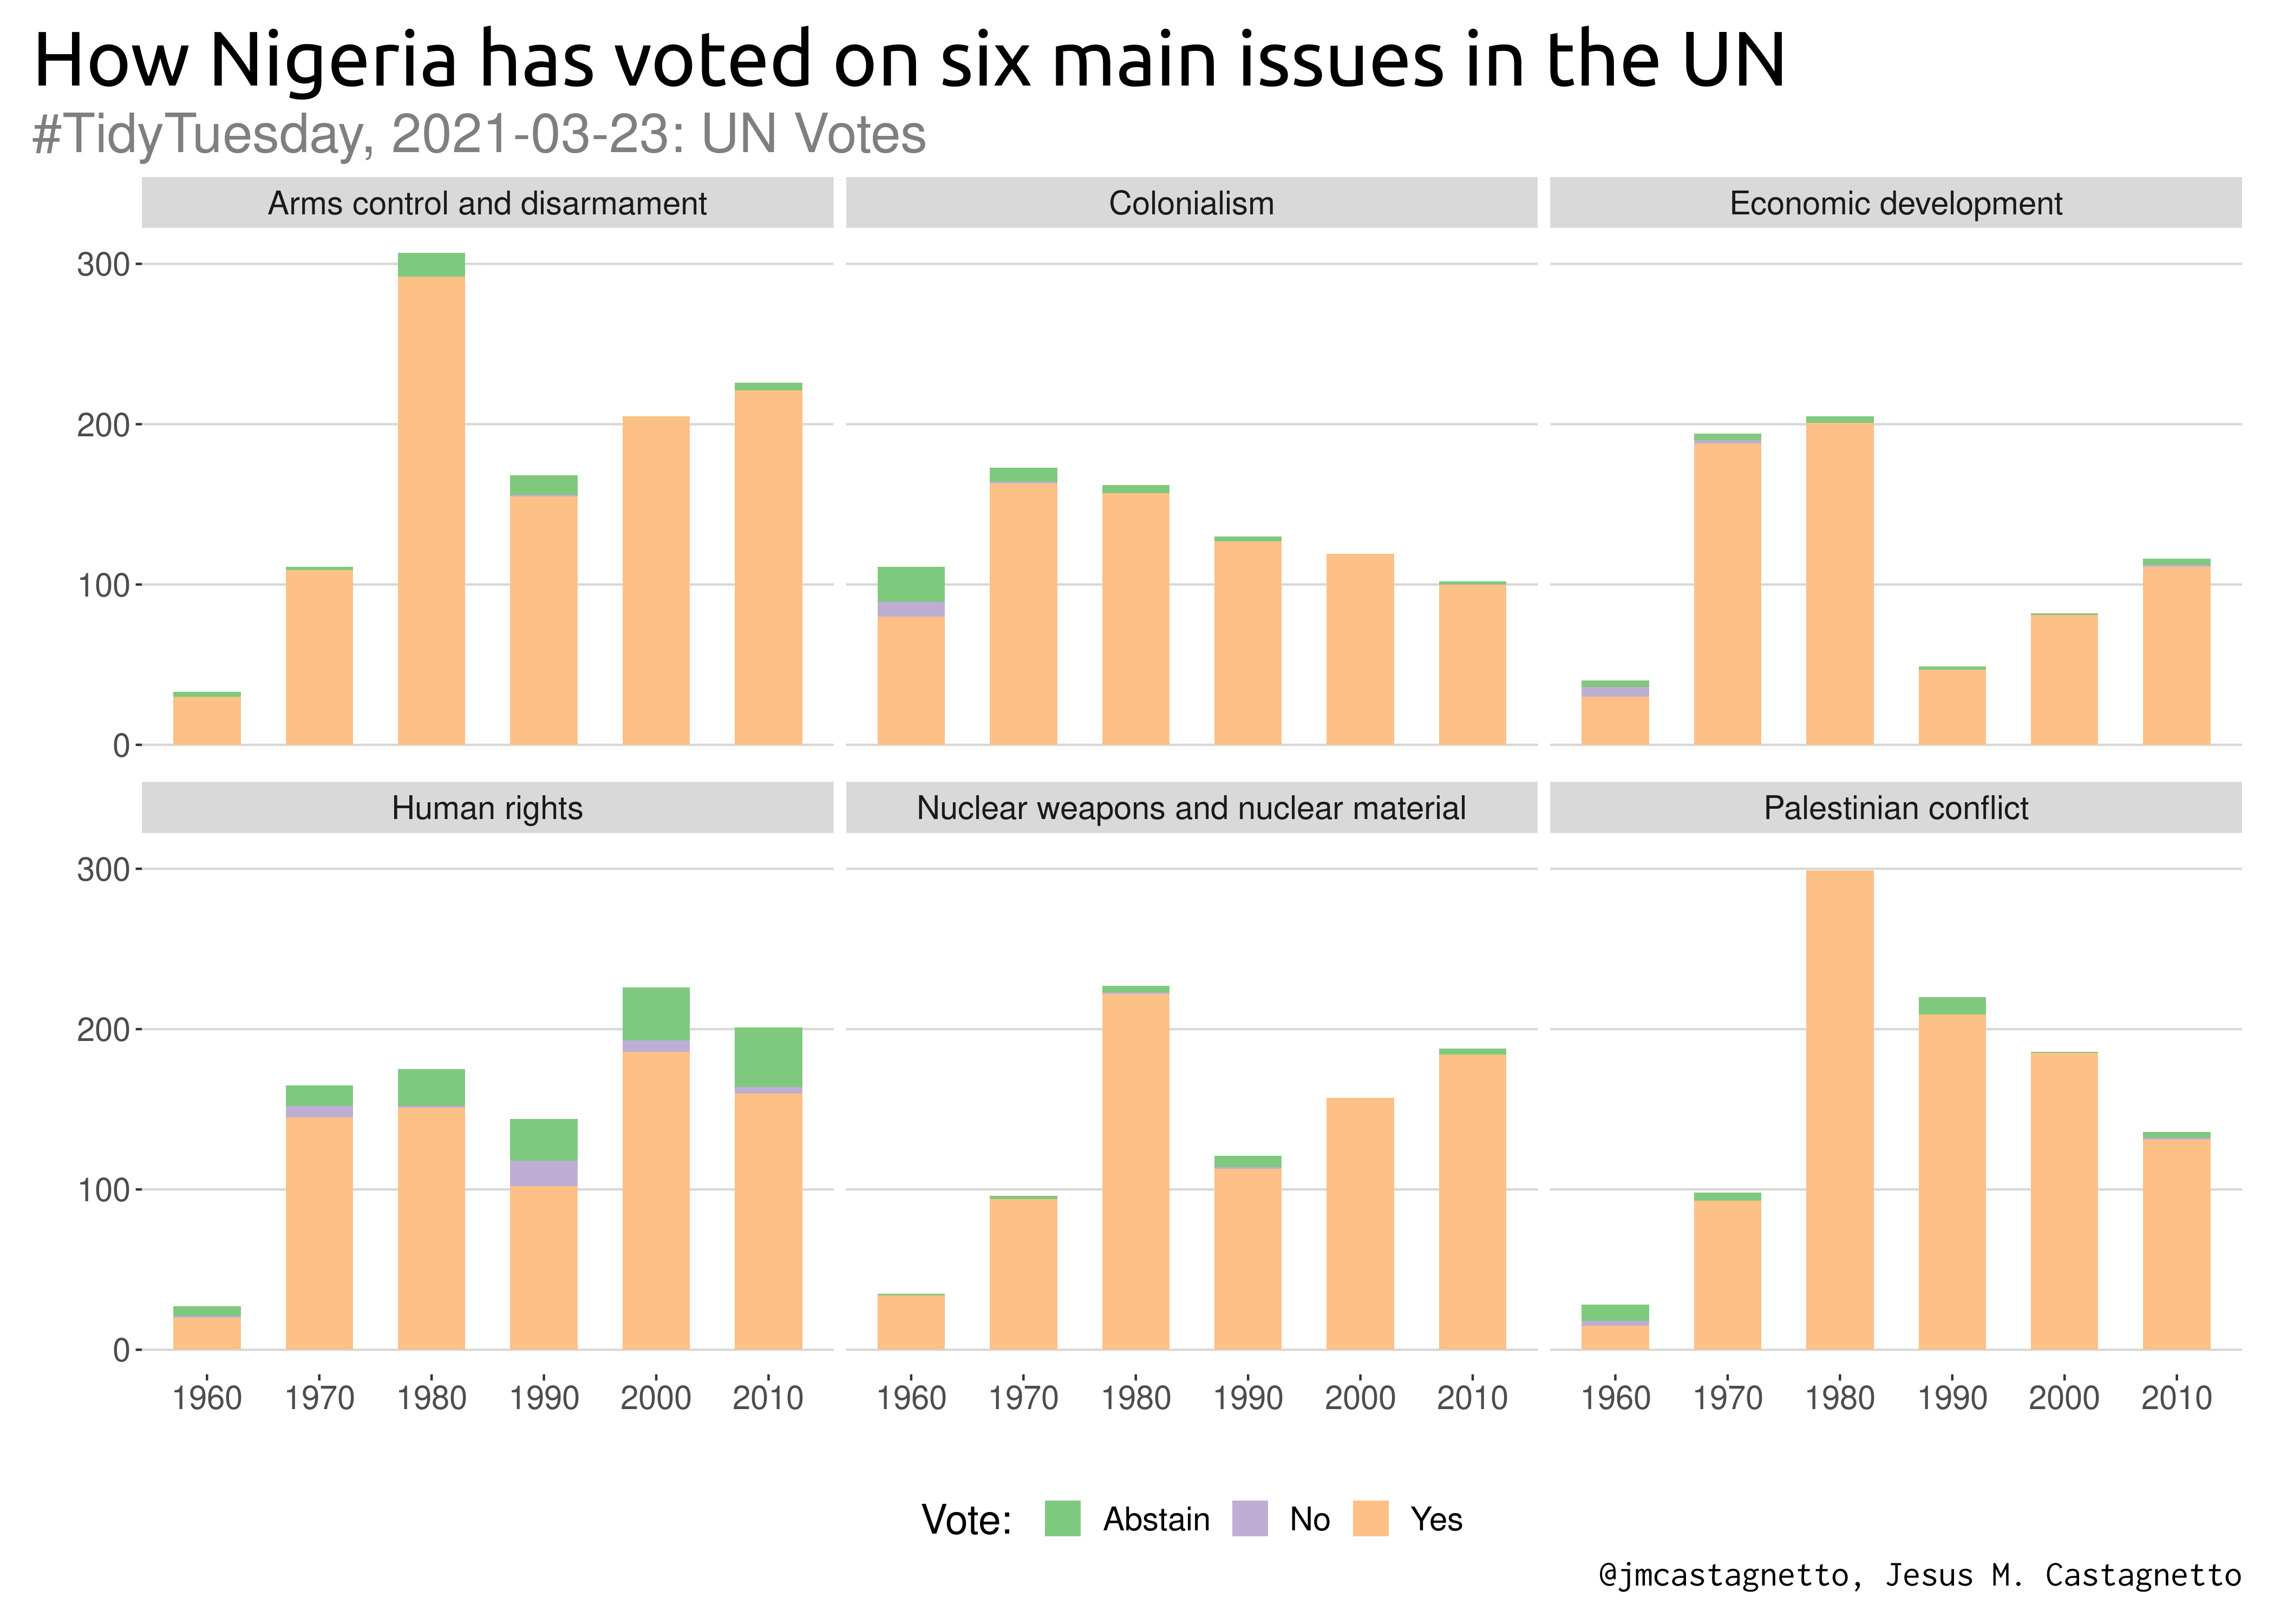 How Nigeria has voted on six main issues in the UN
#TidyTuesday, 2021-03-23: UN Votes
Arms control and disarmament
Colonialism
Economic development
300
200
100
0
Human rights
Nuclear weapons and nuclear material
Palestinian conflict
300
200
100
0
1960 1970 1980 1990 2000 2010
1960 1970 1980 1990 2000 2010
1960 1970 1980 1990 2000 2010
Vote: Abstain No Yes
@jmcastagnetto, Jesus M. Castagnetto